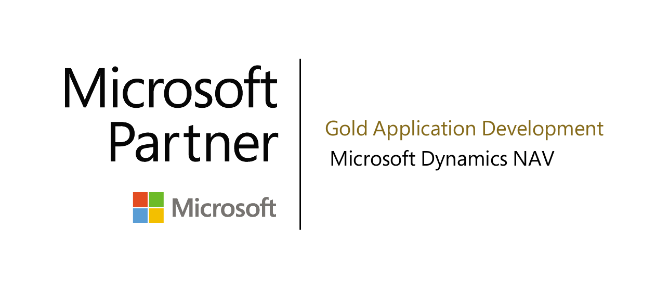 Microsoft
Partner
Microsoft
Gold Application Development
Microsoft Dynamics NAV